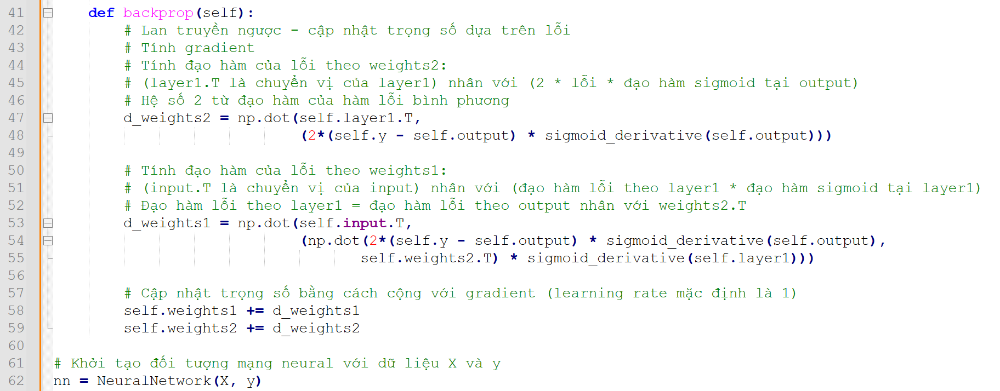 41 def backprop(self):
42 # Lan truyền ngược - cập nhật trọng số dựa trên lỗi
43 # Tính gradient
44 # Tính đạo hàm của lỗi theo weights2:
45 # (layer1.T là chuyển vị của layer1) nhân với (2 * lỗi * đạo hàm sigmoid tại output)
46 # Hệ số 2 từ đạo hàm của hàm lỗi bình phương
47 d_weights2 = np.dot(self.layer1.T,
48 (2*(self.y - self.output) * sigmoid_derivative(self.output)))
49
50 # Tính đạo hàm của lỗi theo weights1:
51 # (input.T là chuyển vị của input) nhân với (đạo hàm lỗi theo layer1 * đạo hàm sigmoid tại layer1)
52 # Đạo hàm lỗi theo layer1 = đạo hàm lỗi theo output nhân với weights2.T
53 d_weights1 = np.dot(self.input.T,
54 (np.dot(2*(self.y - self.output) * sigmoid_derivative(self.output),
55 self.weights2.T) * sigmoid_derivative(self.layer1)))
56
57 # Cập nhật trọng số bằng cách cộng với gradient (learning rate mặc định là 1)
58 self.weights1 += d_weights1
59 self.weights2 += d_weights2
60
61 # Khởi tạo đối tượng mạng neural với dữ liệu X và y
62 nn = NeuralNetwork(X, y)